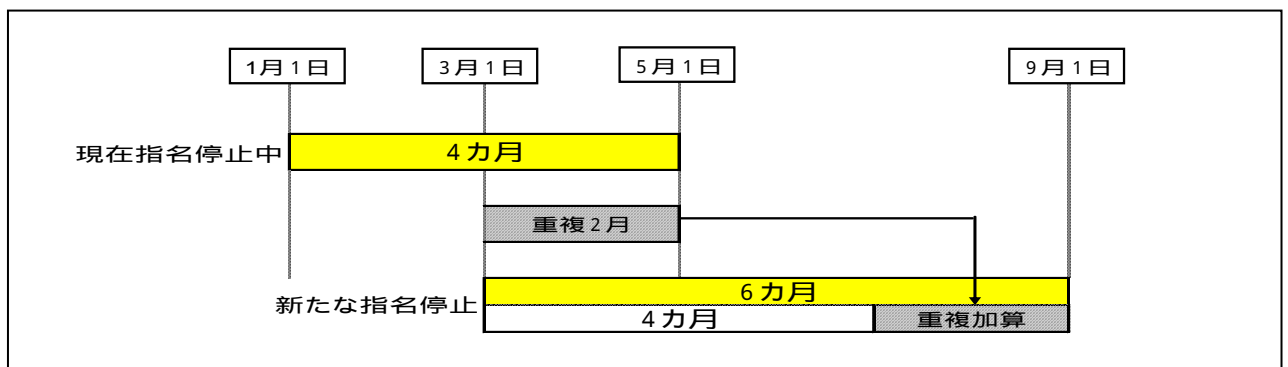 1月1日 3月1日 5月1日 9月1日
現在指名停止中 4カ月
重複2月
6カ月
新たな指名停止
4カ月 重複加算